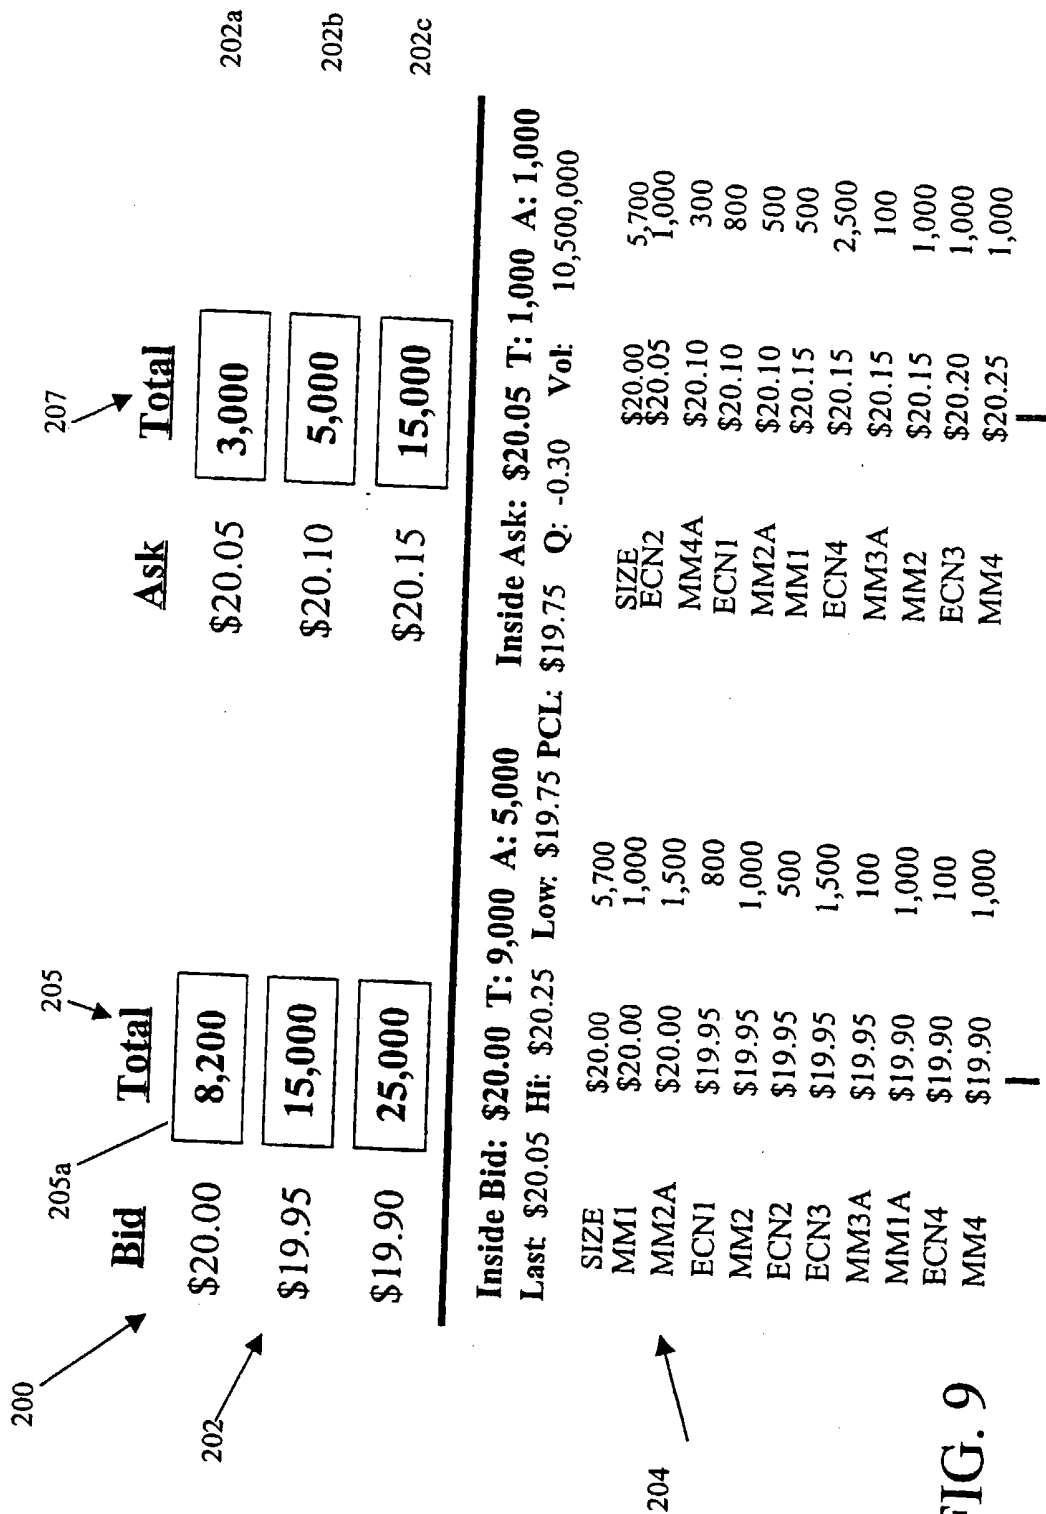 200
205a
205
207
Bid Total Ask Total
$20.00 8,200 $20.05 3,000 202a
202
$19.95 15,000 $20.10 5,000 202b
$19.90 25,000 $20.15 15,000 202c
Inside Bid: $20.00 T: 9,000 A: 5,000 Inside Ask: $20.05 T: 1,000 A: 1,000
Last: $20.05 Hi: $20.25 Low: $19.75 PCL: $19.75 Q: -0.30 Vol: 10,500,000
204
SIZE $20.00 5,700 SIZE $20.00 5,700
MM1 $20.00 1,000 ECN2 $20.05 1,000
MM2A $20.00 1,500 MM4A $20.10 300
ECN1 $19.95 800 ECN1 $20.10 800
MM2 $19.95 1,000 MM2A $20.10 500
ECN2 $19.95 500 MM1 $20.15 500
ECN3 $19.95 1,500 ECN4 $20.15 2,500
MM3A $19.95 100 MM3A $20.15 100
MM1A $19.90 1,000 MM2 $20.15 1,000
ECN4 $19.90 100 ECN3 $20.20 1,000
MM4 $19.90 1,000 MM4 $20.25 1,000
FIG. 9